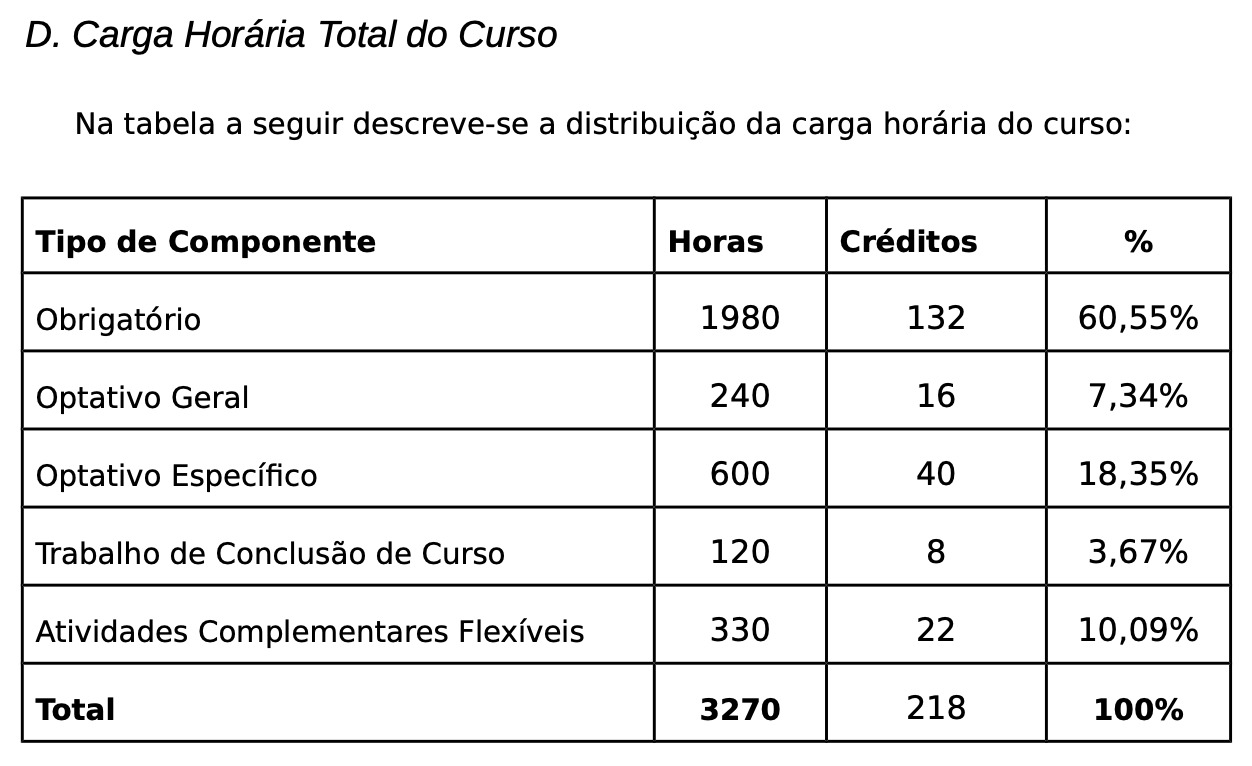 D. Carga Horária Total do Curso
Na tabela a seguir descreve-se a distribuição da carga horária do curso:
Tipo de Componente Horas Créditos %
Obrigatório 1980 132 60,55%
Optativo Geral 240 16 7,34%
Optativo Específico 600 40 18,35%
Trabalho de Conclusão de Curso 120 8 3,67%
Atividades Complementares Flexíveis 330 22 10,09%
Total 3270 218 100%